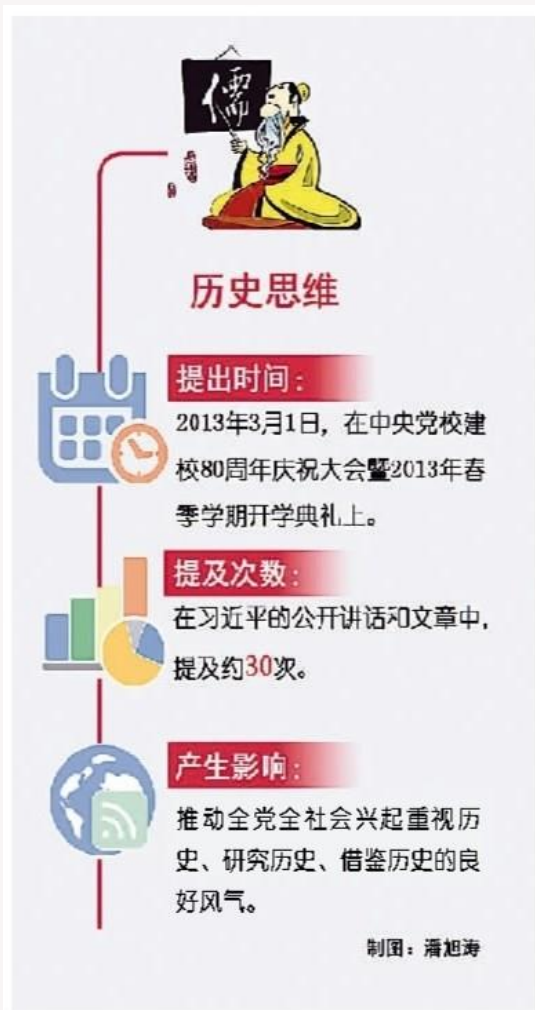 儒
历史思维
提出时间：
2013年3月1日，在中央党校建
校80周年庆祝大会暨2013年春
季学期开学典礼上。
提及次数：
在习近平的公开讲话和文章中，
提及约30次。
产生影响：
推动全党全社会兴起重视历
史、研究历史、借鉴历史的良
好风气。
制图：潘旭涛